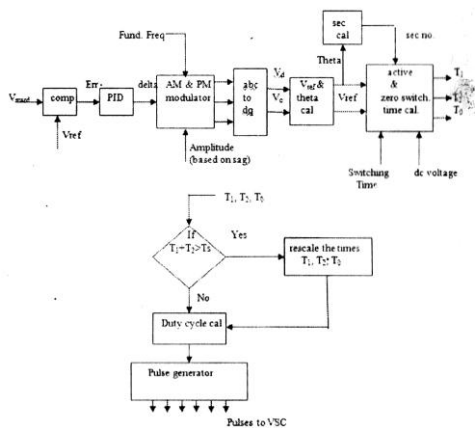 Fund. Freq
sec
cal
sec no.
Theta
Err.
delta
comp
PID
AM & PM
modulator
abc
to
dq
V_d
V_q
V_ref &
theta
cal
Vref
active
&
zero switch.
time cal.
T_1
T_0
Vref
Amplitude
(based on sag)
Switching
Time
dc voltage
T_1, T_2, T_0
If
T_1+T_2>Ts
Yes
rescale the times
T_1, T_2, T_0
No
Duty cycle cal
Pulse generator
Pulses to VSC